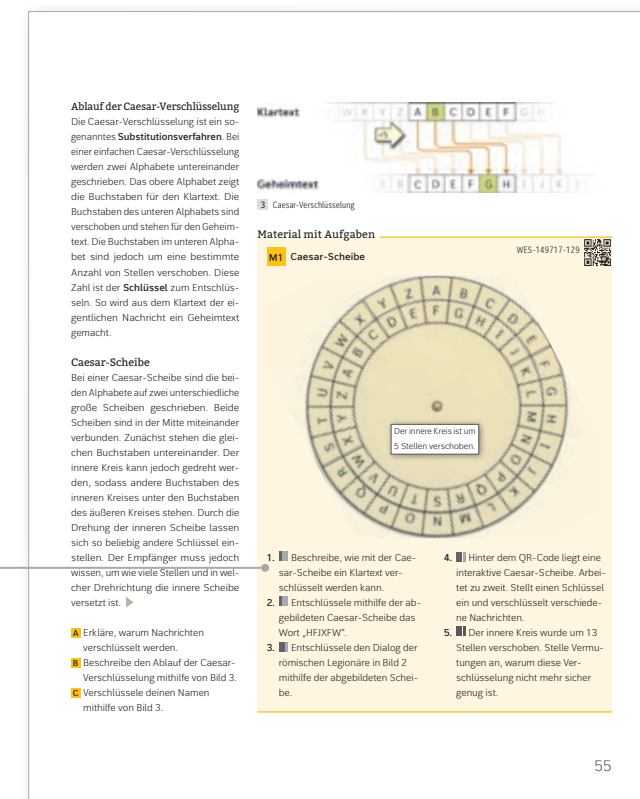 Ablauf der Caesar-Verschlüsselung
Die Caesar-Verschlüsselung ist ein so-
genanntes Substitutionsverfahren. Bei
einer einfachen Caesar-Verschlüsselung
werden zwei Alphabete untereinander
geschrieben. Das obere Alphabet zeigt
die Buchstaben für den Klartext. Die
Buchstaben des unteren Alphabets sind
verschoben und stehen für den Geheim-
text. Die Buchstaben im unteren Alpha-
bet sind jedoch um eine bestimmte
Anzahl von Stellen verschoben. Diese
Zahl ist der Schlüssel zum Entschlüs-
seln. So wird aus dem Klartext der ei-
gentlichen Nachricht ein Geheimtext
gemacht.
Caesar-Scheibe
Bei einer Caesar-Scheibe sind die bei-
den Alphabete auf zwei unterschiedliche
große Scheiben geschrieben. Beide
Scheiben sind in der Mitte miteinander
verbunden. Zunächst stehen die glei-
chen Buchstaben untereinander. Der
innere Kreis kann jedoch gedreht wer-
den, sodass andere Buchstaben des
inneren Kreises unter den Buchstaben
des äußeren Kreises stehen. Durch die
Drehung der inneren Scheibe lassen
sich so beliebig andere Schlüssel ein-
stellen. Der Empfänger muss jedoch
wissen, um wie viele Stellen und in wel-
cher Drehrichtung die innere Scheibe
versetzt ist.
A Erkläre, warum Nachrichten
verschlüsselt werden.
B Beschreibe den Ablauf der Caesar-
Verschlüsselung mithilfe von Bild 3.
C Verschlüssele deinen Namen
mithilfe von Bild 3.
Klartext W X Y Z A B C D E F G H
Geheimtext A B C D E F G H I J K L
3 Caesar-Verschlüsselung
Material mit Aufgaben
M1 Caesar-Scheibe
WES-149717-129
A B C D E F G H I J K L M N O P Q R S T U V W X Y Z
F G H I J K L M N O P Q R S T U V W X Y Z A B C D E
Der innere Kreis ist um
5 Stellen verschoben.
1. Beschreibe, wie mit der Cae-
sar-Scheibe ein Klartext ver-
schlüsselt werden kann.
2. Entschlüssele mithilfe der ab-
gebildeten Caesar-Scheibe das
Wort „HFJXFW".
3. Entschlüssele den Dialog der
römischen Legionäre in Bild 2
mithilfe der abgebildeten Schei-
be.
4. Hinter dem QR-Code liegt eine
interaktive Caesar-Scheibe. Arbei-
tet zu zweit. Stellt einen Schlüssel
ein und verschlüsselt verschiede-
ne Nachrichten.
5. Der innere Kreis wurde um 13
Stellen verschoben. Stelle Vermu-
tungen an, warum diese Ver-
schlüsselung nicht mehr sicher
genug ist.
55